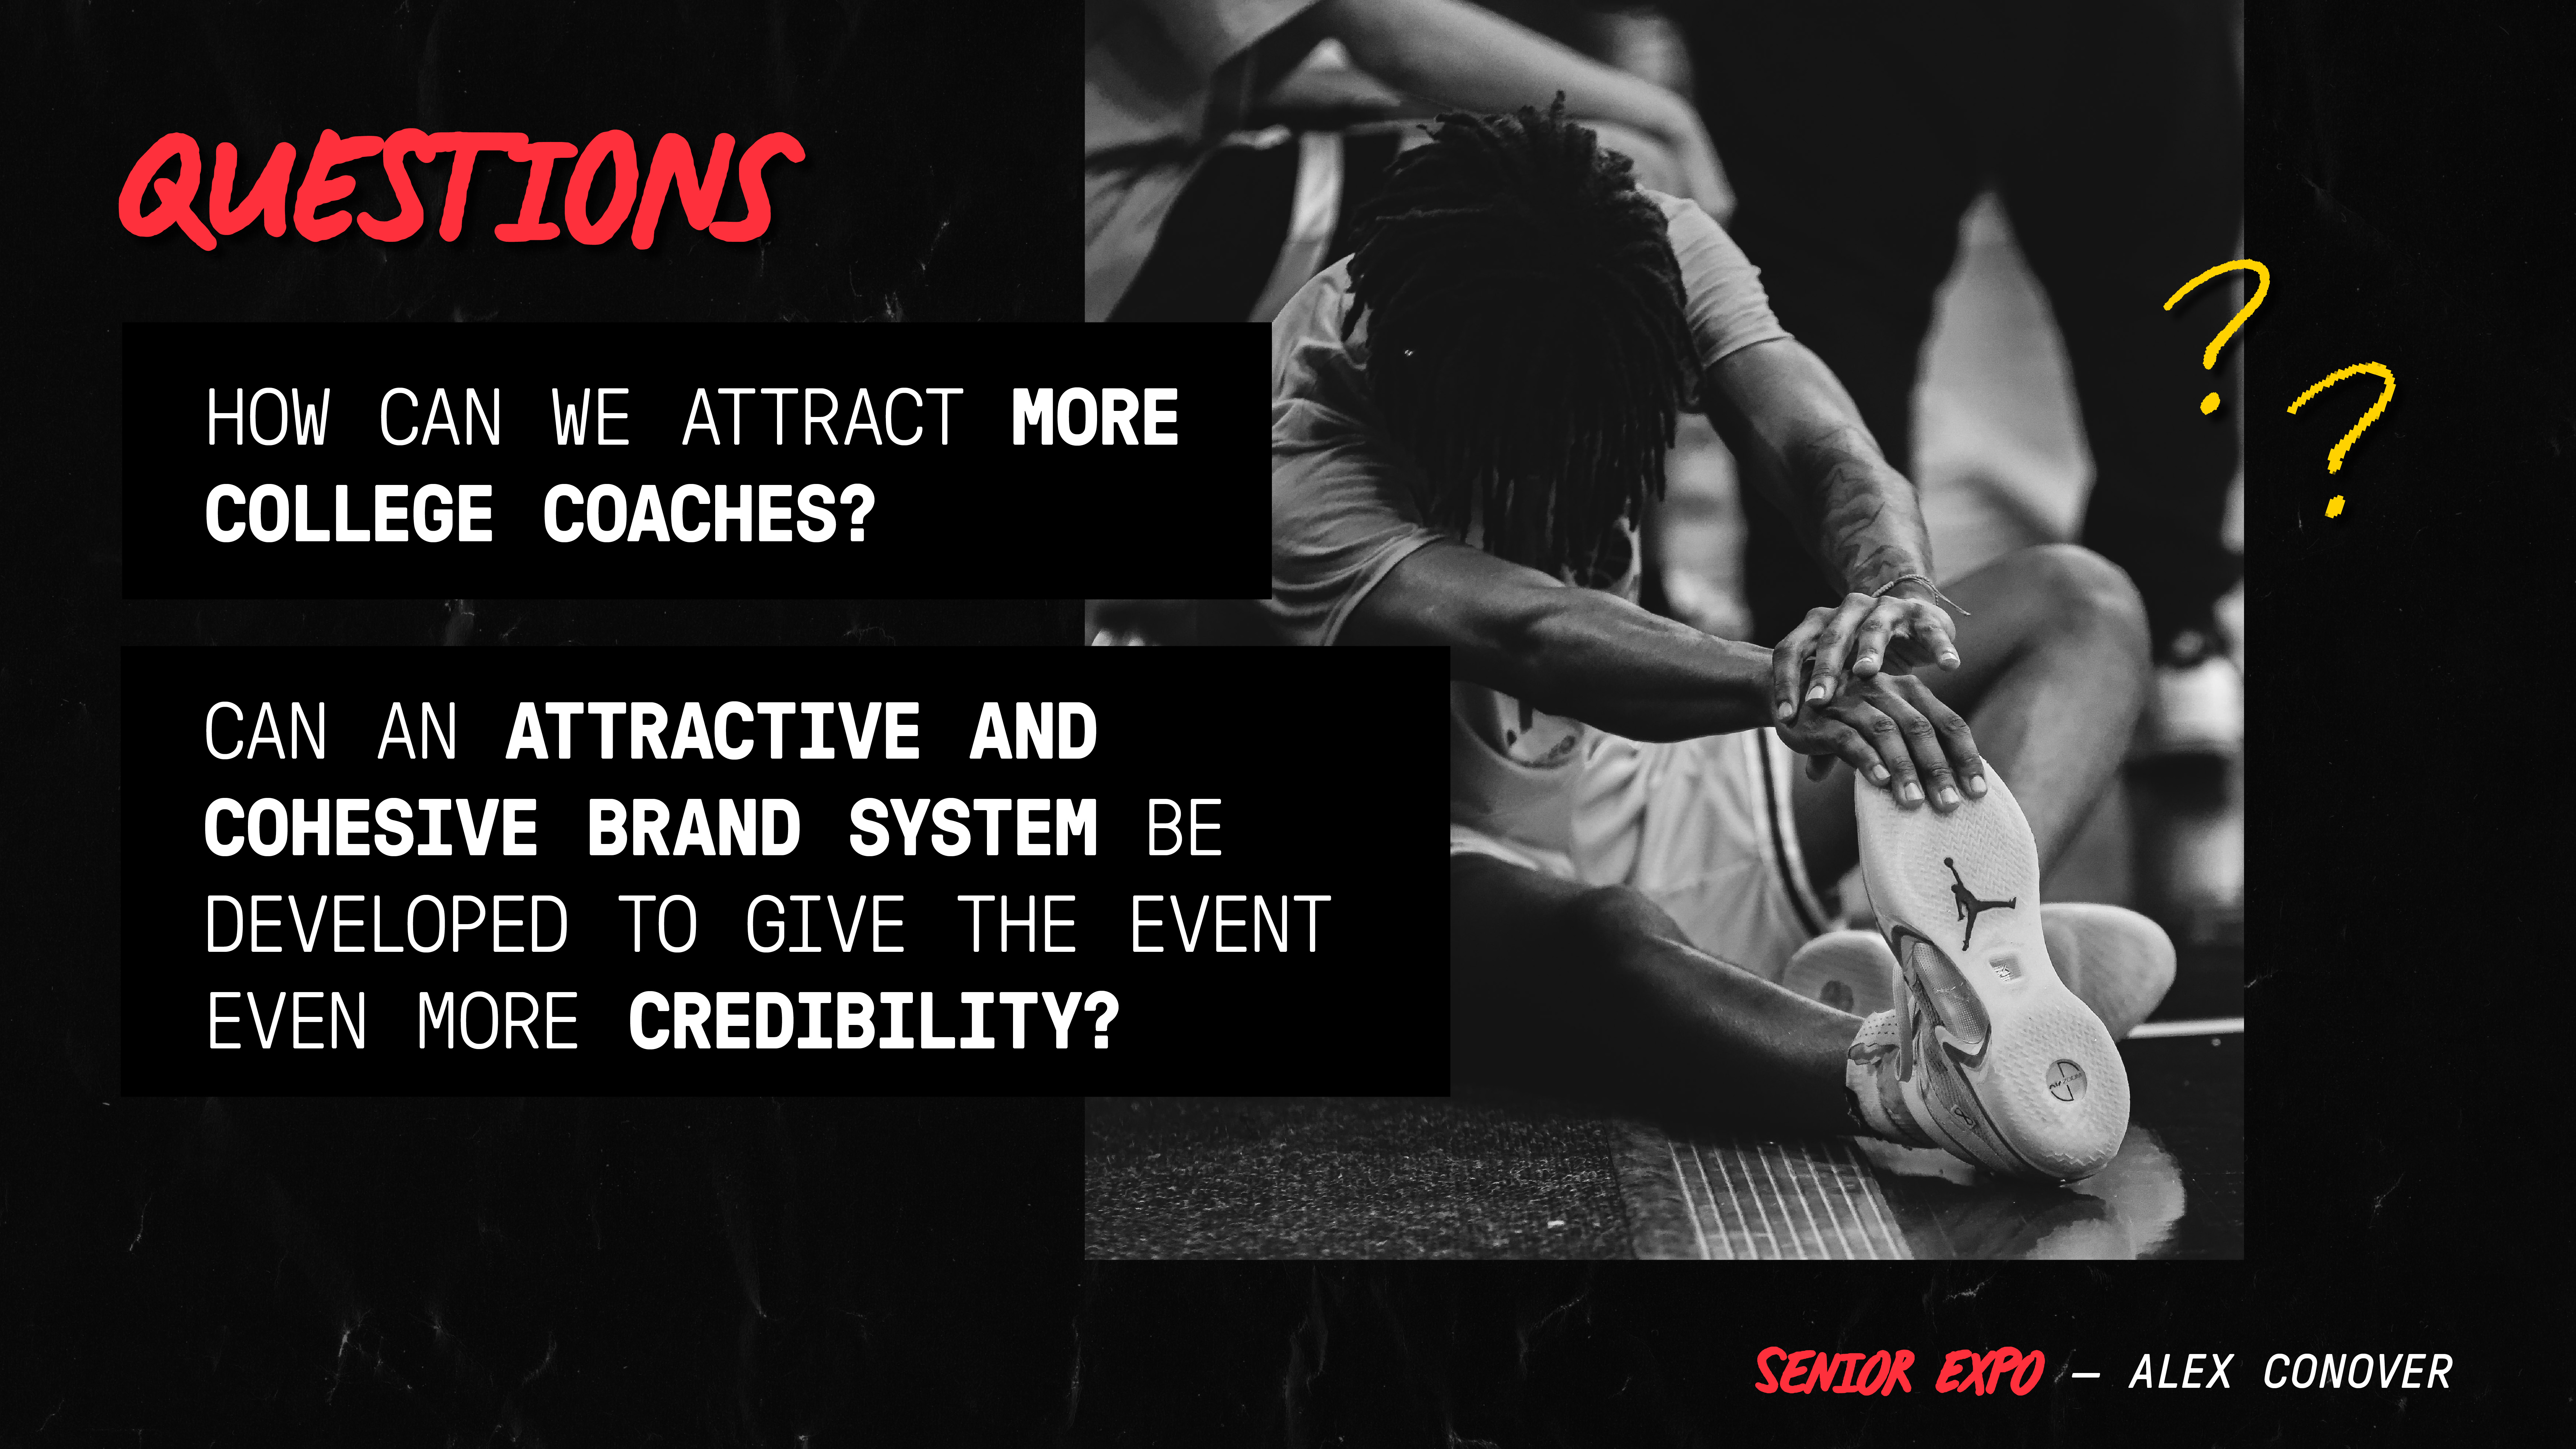 QUESTIONS
HOW CAN WE ATTRACT MORE
COLLEGE COACHES?
CAN AN ATTRACTIVE AND
COHESIVE BRAND SYSTEM BE
DEVELOPED TO GIVE THE EVENT
EVEN MORE CREDIBILITY?
?
?
SENIOR EXPO — ALEX CONOVER